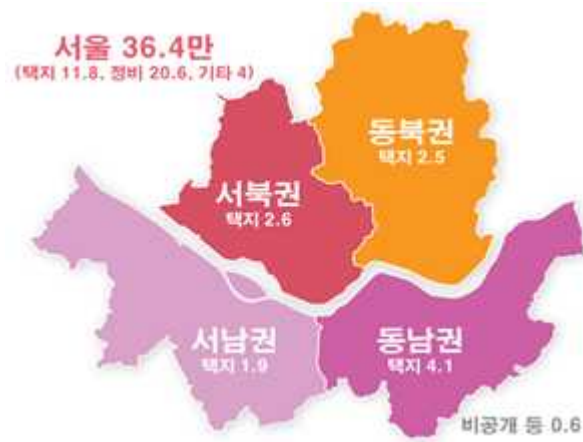 서울 36.4만
(택지 11.8, 정비 20.6, 기타 4)
동북권
택지 2.5
서북권
택지 2.6
서남권
택지 1.9
동남권
택지 4.1
비공개 등 0.6